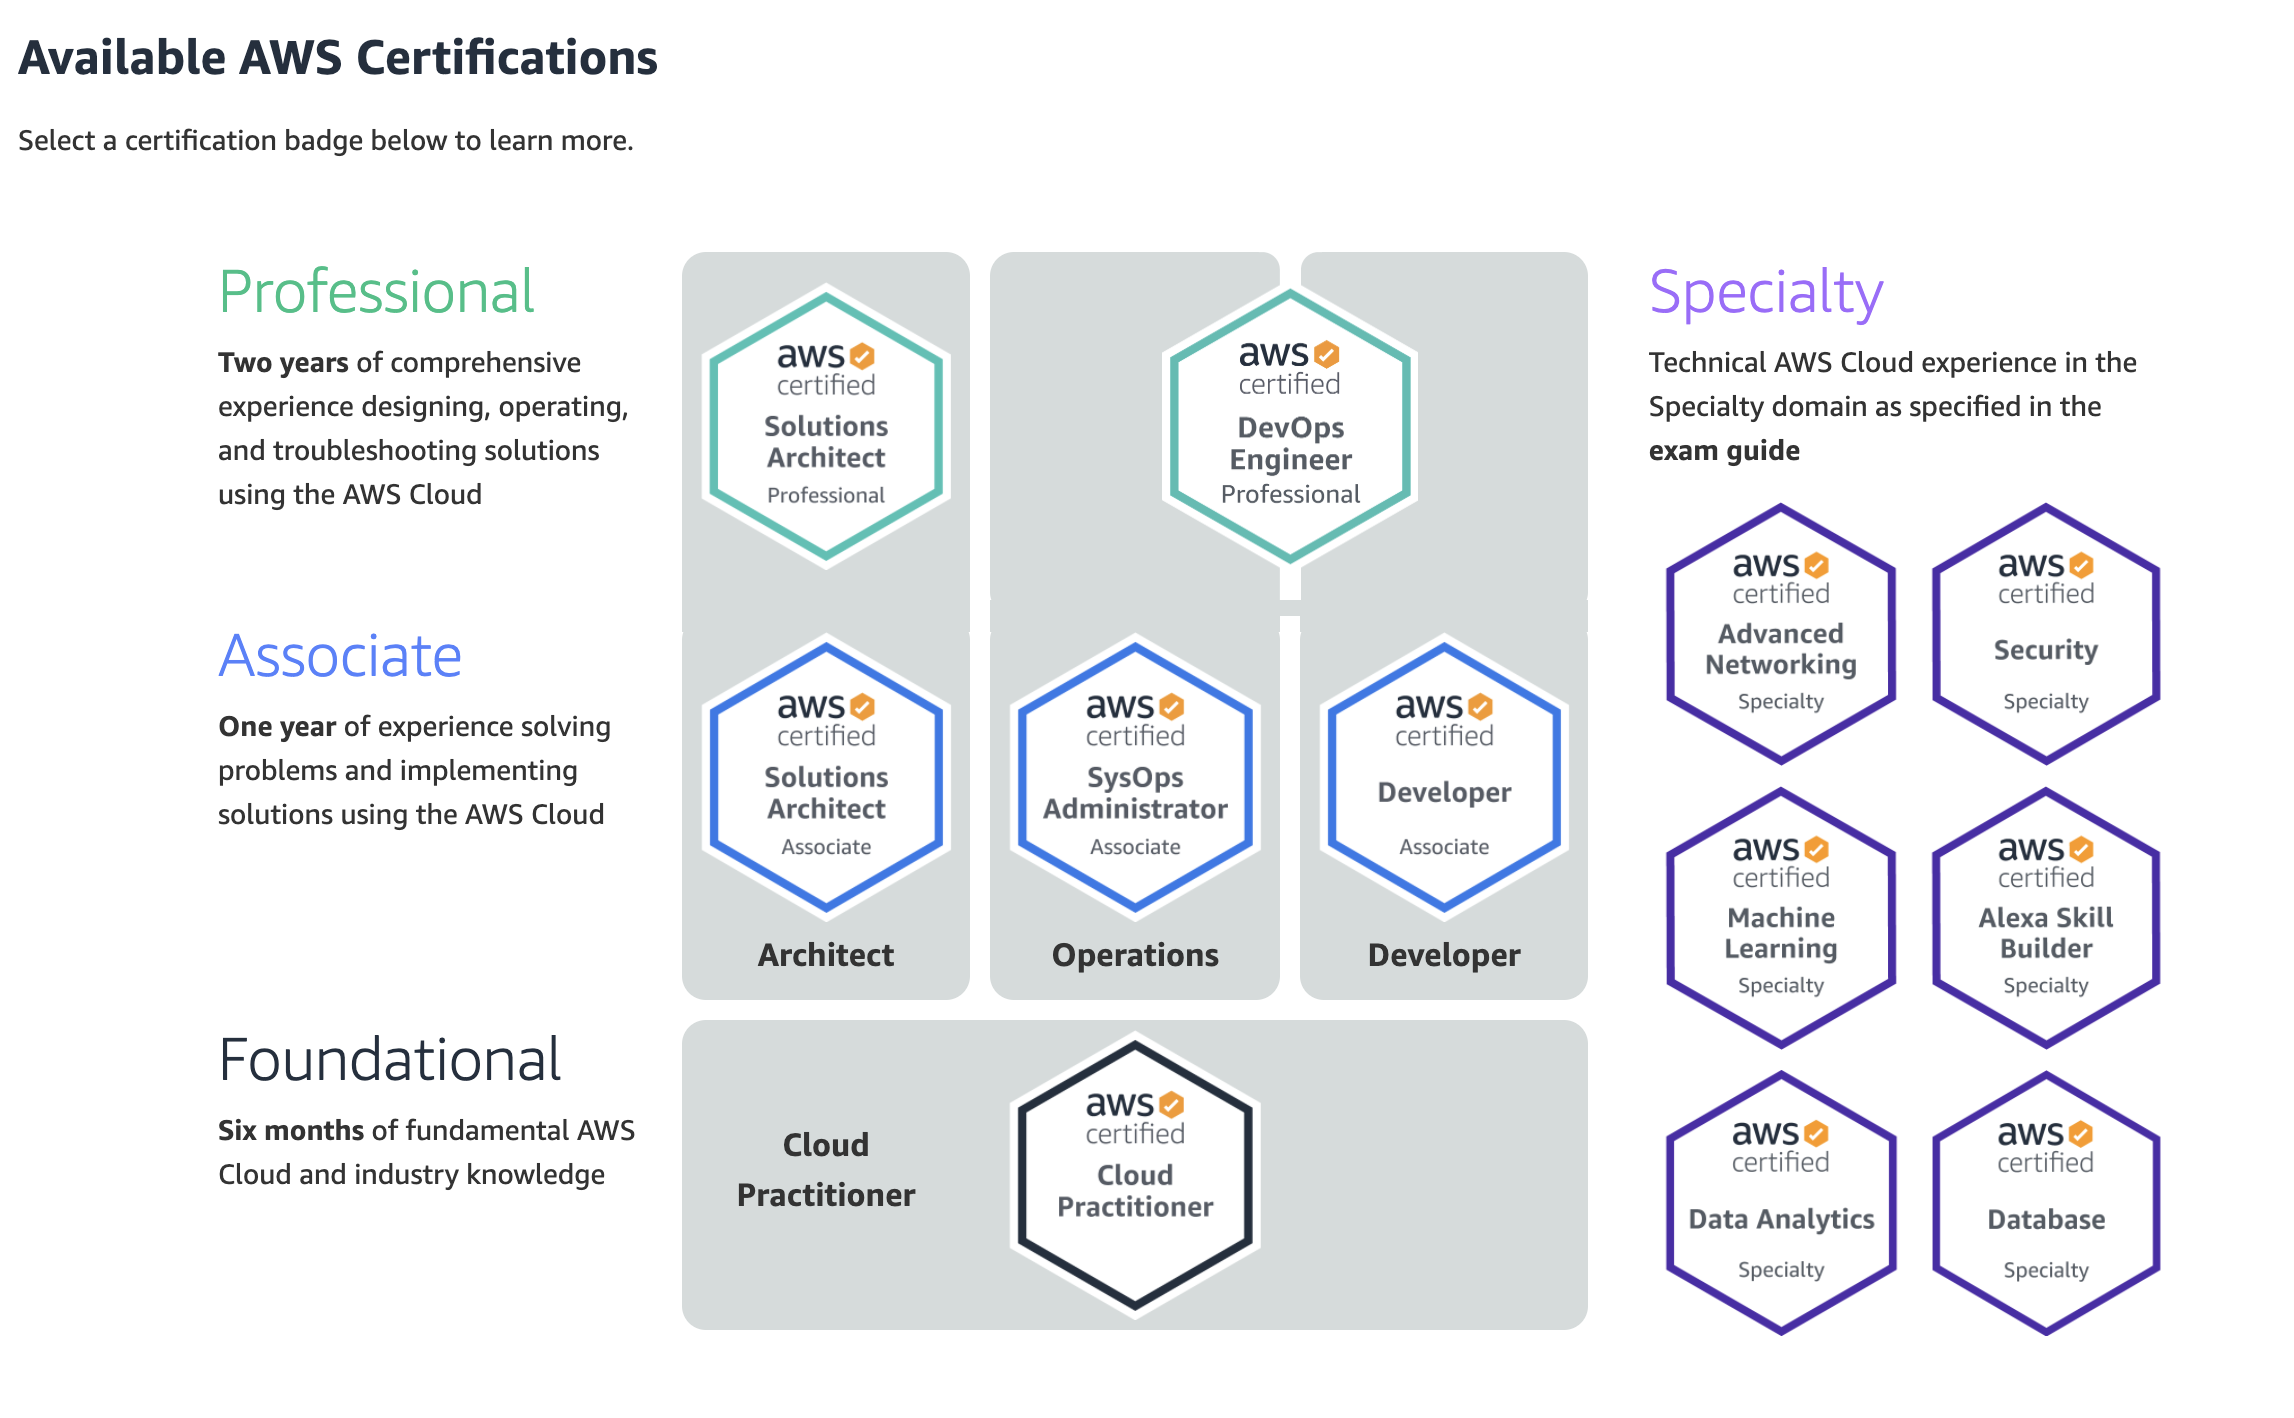 Available AWS Certifications
Select a certification badge below to learn more.
Professional
Two years of comprehensive
experience designing, operating,
and troubleshooting solutions
using the AWS Cloud
aws
certified
Solutions
Architect
Professional
aws
certified
DevOps
Engineer
Professional
Associate
One year of experience solving
problems and implementing
solutions using the AWS Cloud
aws
certified
Solutions
Architect
Associate
aws
certified
SysOps
Administrator
Associate
aws
certified
Developer
Associate
Architect
Operations
Developer
Foundational
Six months of fundamental AWS
Cloud and industry knowledge
Cloud
Practitioner
aws
certified
Cloud
Practitioner
Specialty
Technical AWS Cloud experience in the
Specialty domain as specified in the
exam guide
aws
certified
Advanced
Networking
Specialty
aws
certified
Security
Specialty
aws
certified
Machine
Learning
Specialty
aws
certified
Alexa Skill
Builder
Specialty
aws
certified
Data Analytics
Specialty
aws
certified
Database
Specialty